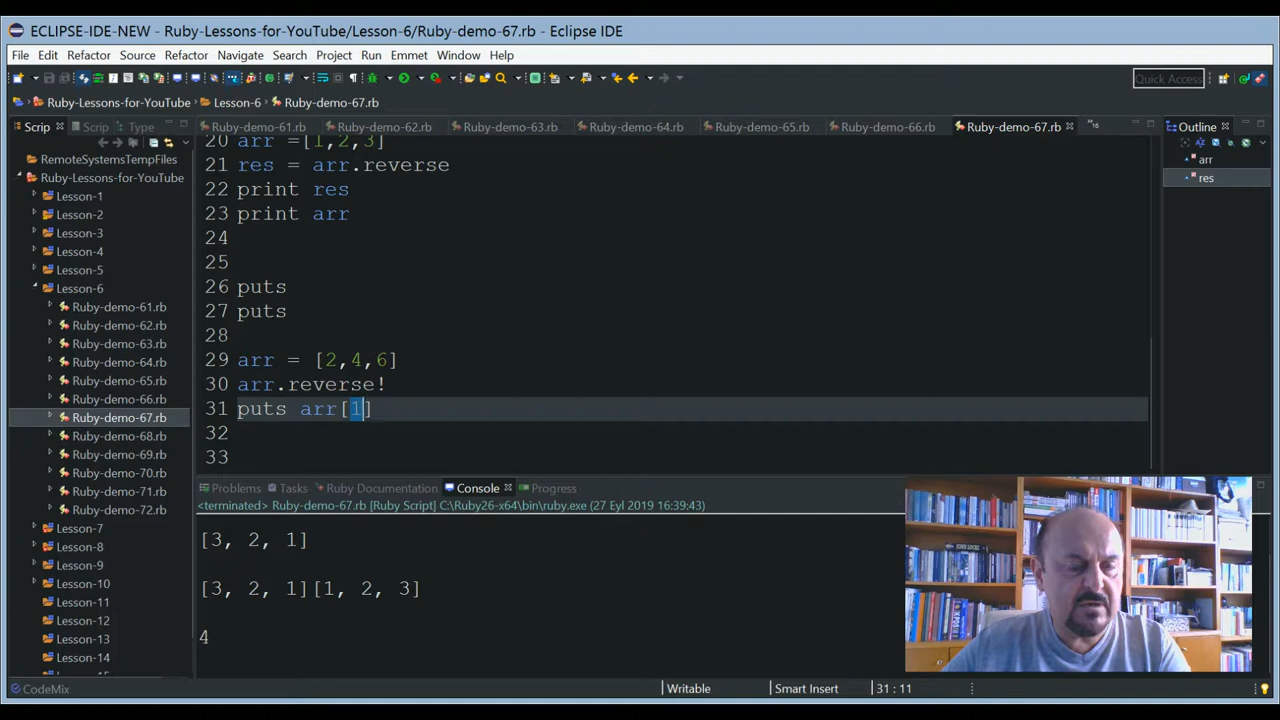 ECLIPSE-IDE-NEW - Ruby-Lessons-for-YouTube/Lesson-6/Ruby-demo-67.rb - Eclipse IDE
File Edit Refactor Source Refactor Navigate Search Project Run Emmet Window Help
Quick Access
Ruby-Lessons-for-YouTube Lesson-6 Ruby-demo-67.rb
Scrip Scrip Type
Ruby-demo-61.rb Ruby-demo-62.rb Ruby-demo-63.rb Ruby-demo-64.rb Ruby-demo-65.rb Ruby-demo-66.rb Ruby-demo-67.rb »16
Outline
RemoteSystemsTempFiles
Ruby-Lessons-for-YouTube
Lesson-1
Lesson-2
Lesson-3
Lesson-4
Lesson-5
Lesson-6
Ruby-demo-61.rb
Ruby-demo-62.rb
Ruby-demo-63.rb
Ruby-demo-64.rb
Ruby-demo-65.rb
Ruby-demo-66.rb
Ruby-demo-67.rb
Ruby-demo-68.rb
Ruby-demo-69.rb
Ruby-demo-70.rb
Ruby-demo-71.rb
Ruby-demo-72.rb
Lesson-7
Lesson-8
Lesson-9
Lesson-10
Lesson-11
Lesson-12
Lesson-13
Lesson-14
20 arr =[1,2,3]
21 res = arr.reverse
22 print res
23 print arr
24
25
26 puts
27 puts
28
29 arr = [2,4,6]
30 arr.reverse!
31 puts arr[1]
32
33
arr
res
Problems Tasks Ruby Documentation Console Progress
<terminated> Ruby-demo-67.rb [Ruby Script] C:\Ruby26-x64\bin\ruby.exe (27 Eyl 2019 16:39:43)
[3, 2, 1]
[3, 2, 1][1, 2, 3]
4
CodeMix
Writable Smart Insert 31 : 11